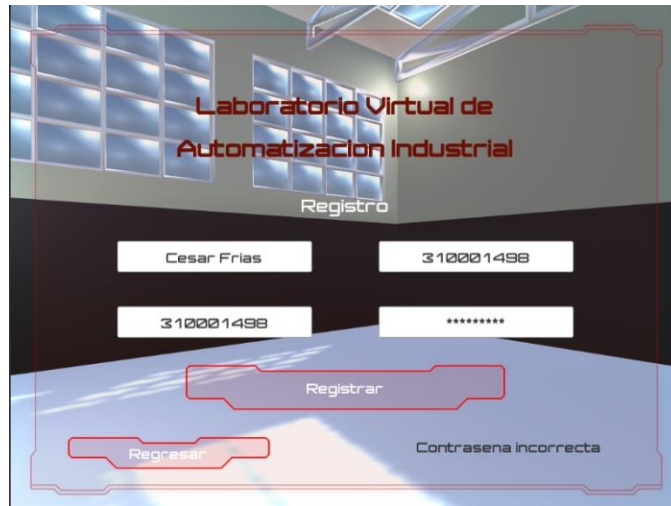 Laboratorio Virtual de
Automatizacion Industrial
Registro
Cesar Frias
310001498
310001498
*********
Registrar
Regresar
Contrasena incorrecta